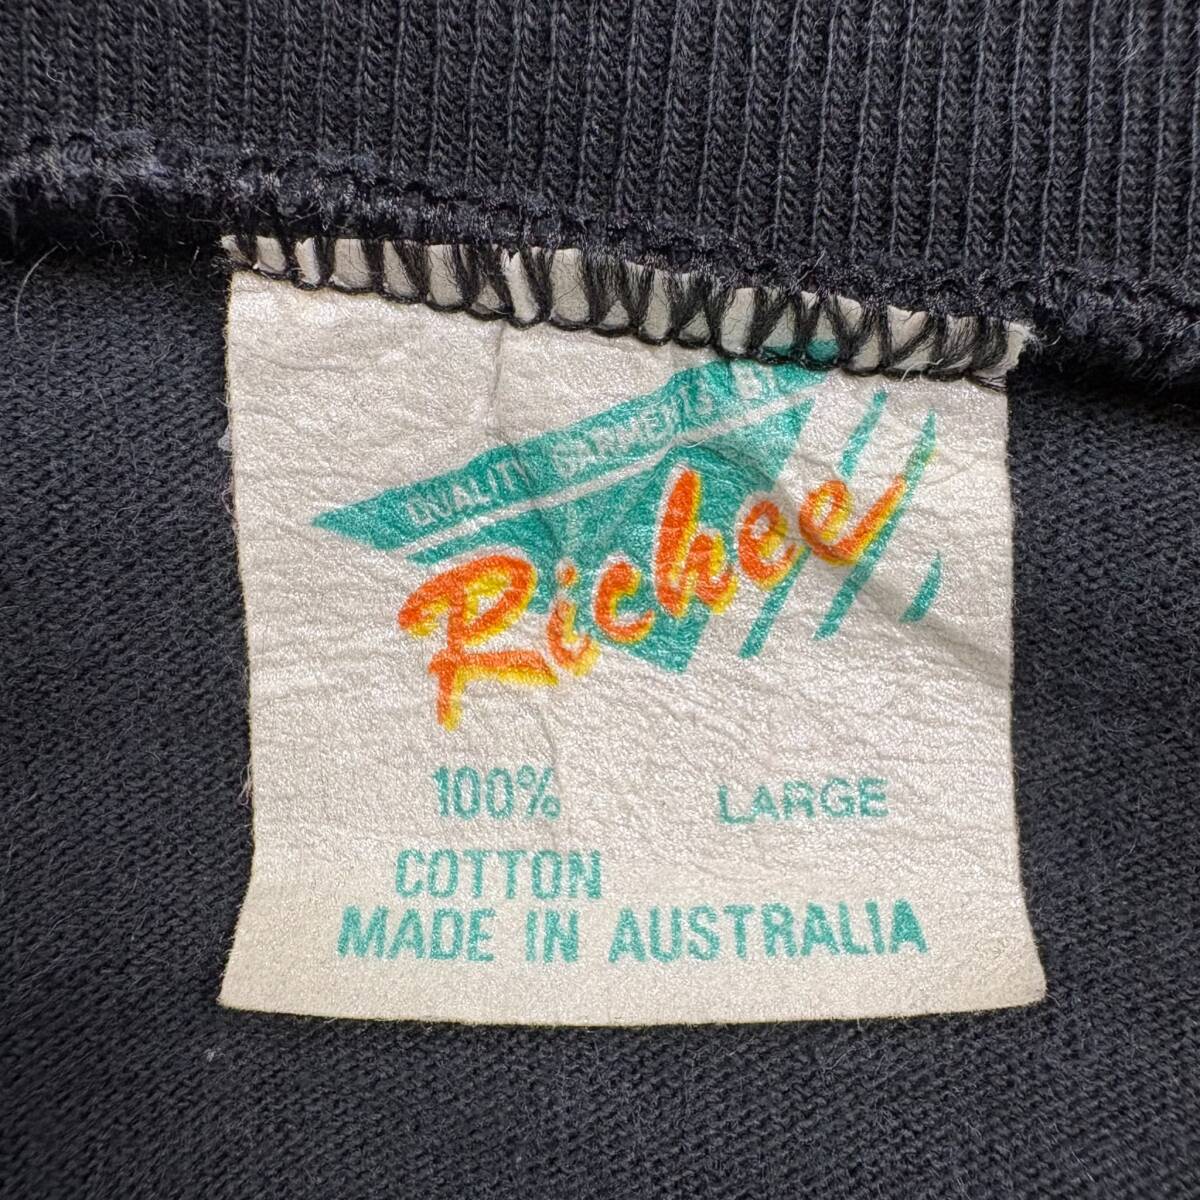 QUALITY GARMENTS BY
Richee
100% LARGE
COTTON
MADE IN AUSTRALIA